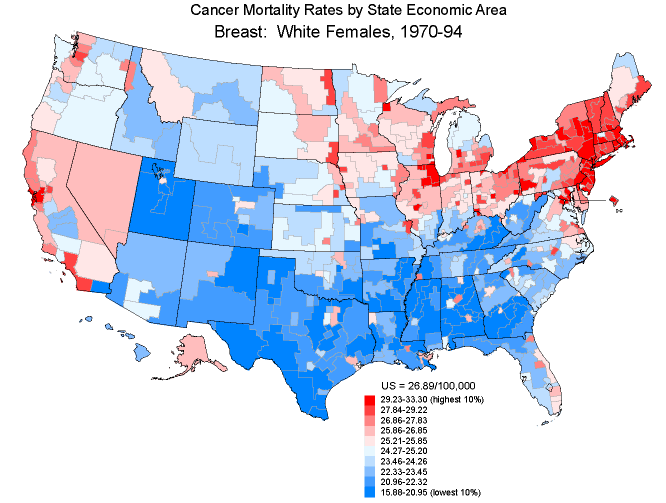 Cancer Mortality Rates by State Economic Area
Breast: White Females, 1970-94
US = 26.89/100,000
29.23-33.30 (highest 10%)
27.84-29.22
26.86-27.83
25.86-26.85
25.21-25.85
24.27-25.20
23.46-24.26
22.33-23.45
20.96-22.32
15.88-20.95 (lowest 10%)